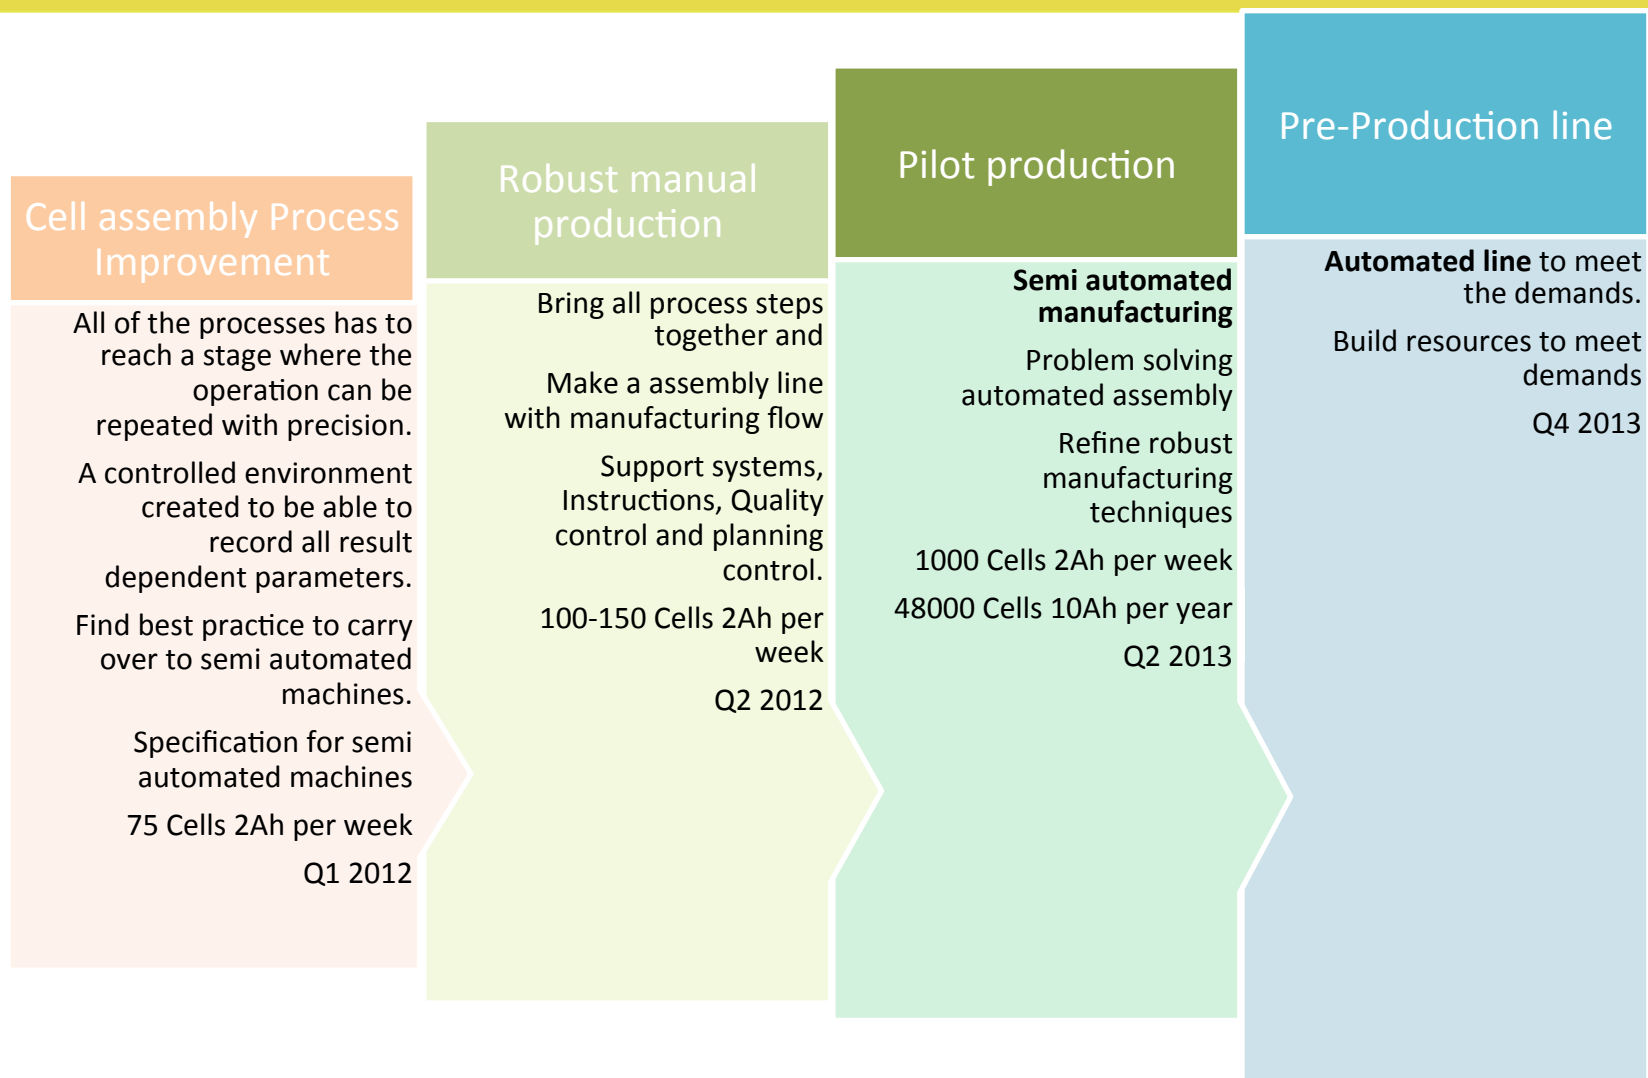 Cell assembly Process
Improvement
All of the processes has to
reach a stage where the
operation can be
repeated with precision.
A controlled environment
created to be able to
record all result
dependent parameters.
Find best practice to carry
over to semi automated
machines.
Specification for semi
automated machines
75 Cells 2Ah per week
Q1 2012
Robust manual
production
Bring all process steps
together and
Make a assembly line
with manufacturing flow
Support systems,
Instructions, Quality
control and planning
control.
100-150 Cells 2Ah per
week
Q2 2012
Pilot production
Semi automated
manufacturing
Problem solving
automated assembly
Refine robust
manufacturing
techniques
1000 Cells 2Ah per week
48000 Cells 10Ah per year
Q2 2013
Pre-Production line
Automated line to meet
the demands.
Build resources to meet
demands
Q4 2013